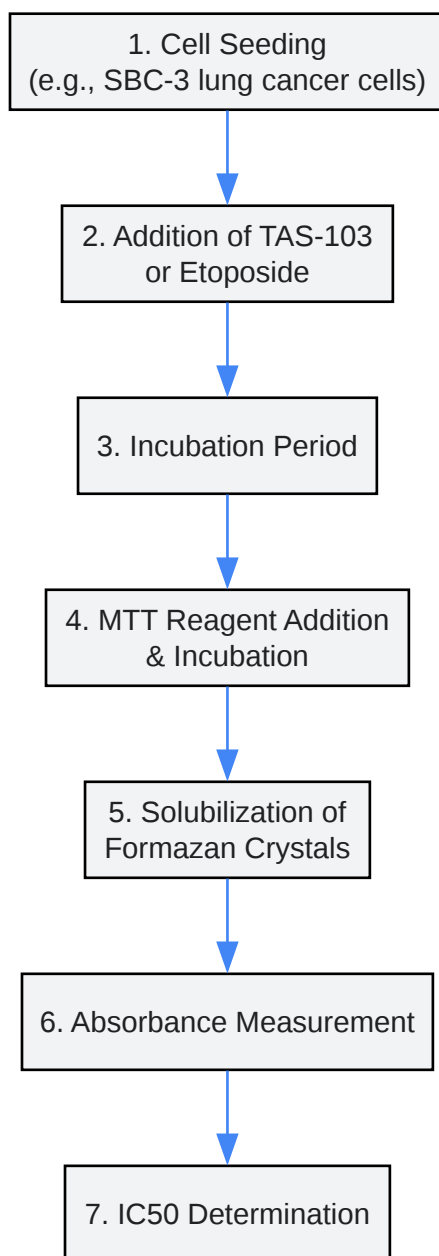 1. Cell Seeding
(e.g., SBC-3 lung cancer cells)
2. Addition of TAS-103
or Etoposide
3. Incubation Period
4. MTT Reagent Addition
& Incubation
5. Solubilization of
Formazan Crystals
6. Absorbance Measurement
7. IC50 Determination